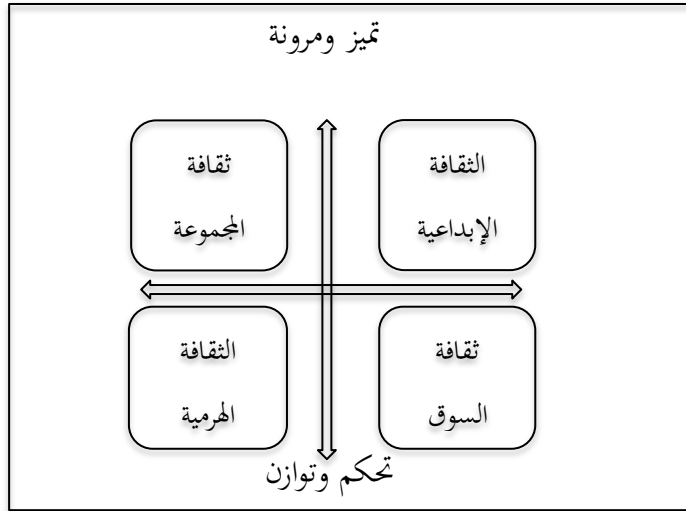 تميز ومرونة
الثقافة
الإبداعية
ثقافة
المجموعة
ثقافة
السوق
الثقافة
الهرمية
تحكم وتوازن